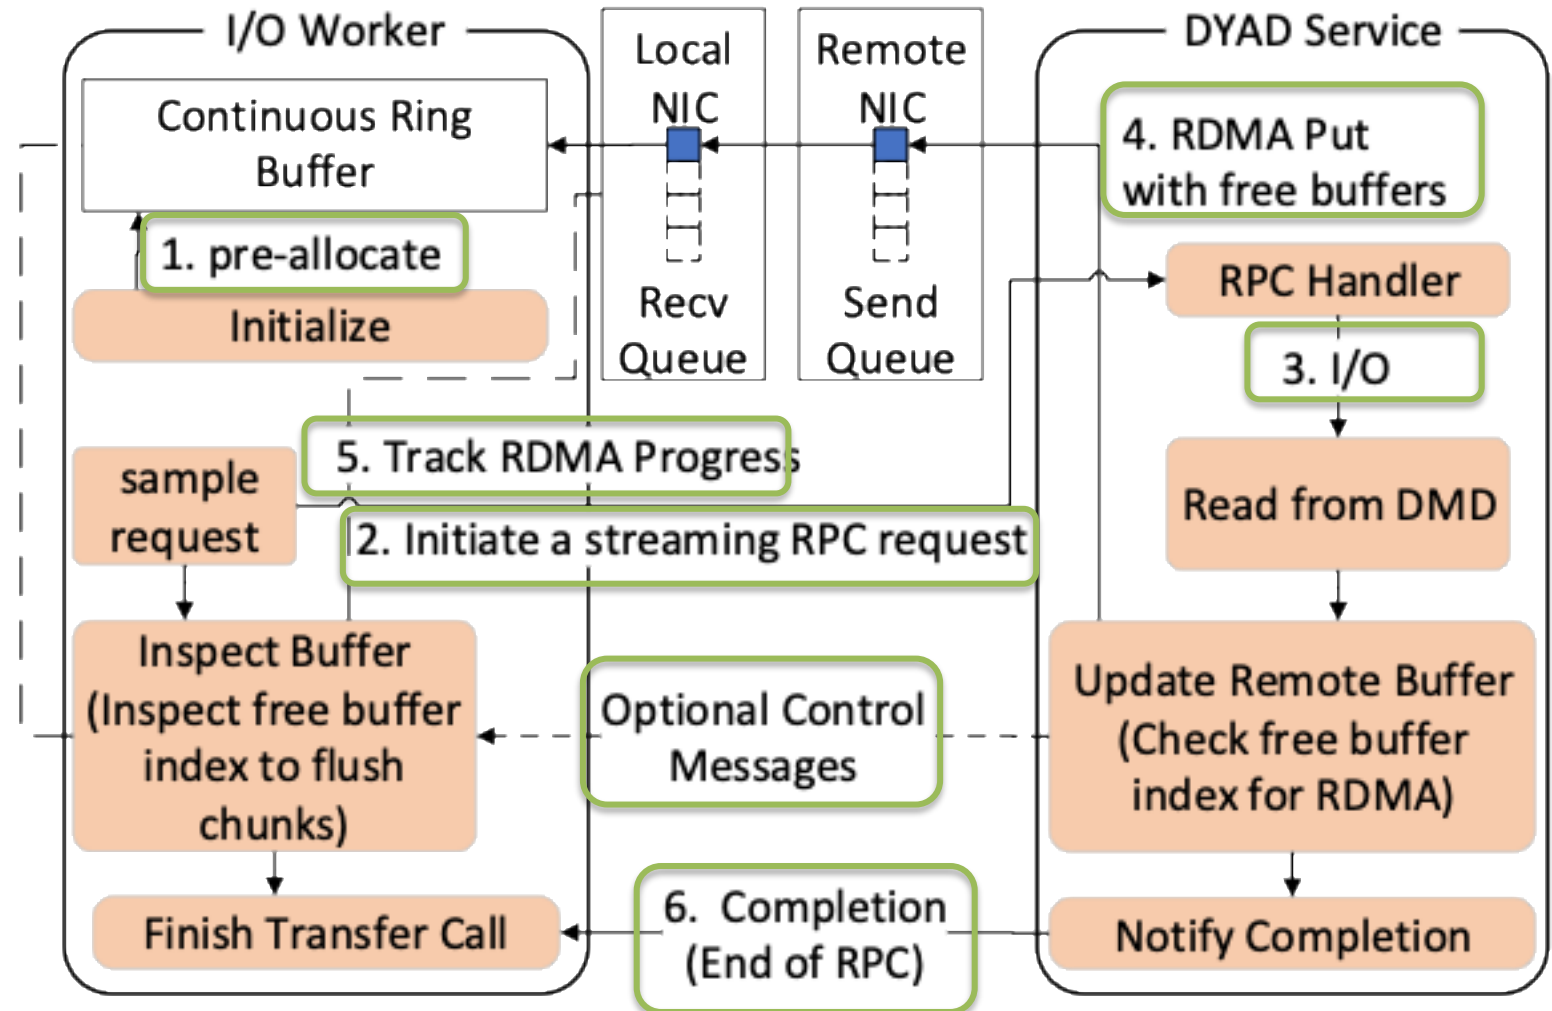 I/O Worker
Continuous Ring
Buffer
1. pre-allocate
Initialize
sample
request
Inspect Buffer
(Inspect free buffer
index to flush
chunks)
Finish Transfer Call
Local
NIC
Recv
Queue
Remote
NIC
Send
Queue
5. Track RDMA Progress
2. Initiate a streaming RPC request
Optional Control
Messages
6. Completion
(End of RPC)
DYAD Service
4. RDMA Put
with free buffers
RPC Handler
3. I/O
Read from DMD
Update Remote Buffer
(Check free buffer
index for RDMA)
Notify Completion